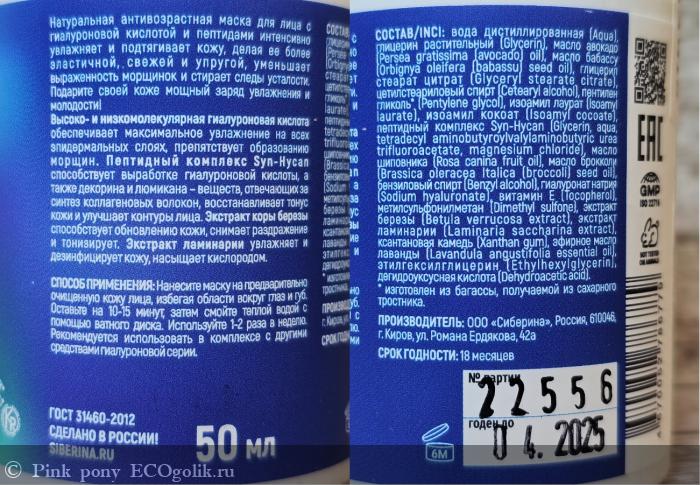 Натуральная антивозрастная маска для лица с
гиалуроновой кислотой и пептидами интенсивно
увлажняет и подтягивает кожу, делая ее более
эластичной, свежей и упругой, уменьшает
выраженность морщинок и стирает следы усталости.
Подарите своей коже мощный заряд увлажнения и
молодости!
Высоко- и низкомолекулярная гиалуроновая кислота
обеспечивает максимальное увлажнение на всех
эпидермальных слоях, препятствует образованию
морщин. Пептидный комплекс Syn-Hycan
способствует выработке гиалуроновой кислоты, а
также декорина и люмикана – веществ, отвечающих за
синтез коллагеновых волокон, восстанавливает тонус
кожи и улучшает контуры лица. Экстракт коры березы
способствует обновлению кожи, снимает раздражение
и тонизирует. Экстракт ламинарии увлажняет и
дезинфицирует кожу, насыщает кислородом.
СПОСОБ ПРИМЕНЕНИЯ: Нанесите маску на предварительно
очищенную кожу лица, избегая области вокруг глаз и губ.
Оставьте на 10-15 минут, затем смойте теплой водой с
помощью ватного диска. Используйте 1-2 раза в неделю.
Рекомендуется использовать в комплексе с другими
средствами гиалуроновой серии.
ГОСТ 31460-2012
СДЕЛАНО В РОССИИ!
SIBERINA.RU
50 мл
СОСТАВ/INCI: вода дистиллированная (Aqua),
глицерин растительный (Glycerin), масло авокадо
(Persea gratissima (avocado) oil), масло бабассу
(Orbignya oleifera (babassu) seed oil), глицерил
стеарат цитрат (Glyceryl stearate citrate),
цетилстеариловый спирт (Cetearyl alcohol), пентилен
гликоль* (Pentylene glycol), изоамил лаурат (Isoamyl
laurate), изоамил кокоат (Isoamyl cocoate),
пептидный комплекс Syn-Hycan (Glycerin, aqua,
tetradecyl aminobutyroylvalylaminobutyric urea
trifluoroacetate, magnesium chloride), масло
шиповника (Rosa canina fruit oil), масло брокколи
(Brassica oleracea Italica (broccoli) seed oil),
бензиловый спирт (Benzyl alcohol), гиалуронат натрия
(Sodium hyaluronate), витамин Е (Tocopherol),
метилсульфонилметан (Dimethyl sulfone), экстракт
березы (Betula verrucosa extract), экстракт
ламинарии (Laminaria saccharina extract),
ксантановая камедь (Xanthan gum), эфирное масло
лаванды (Lavandula angustifolia essential oil),
этилгексилглицерин (Ethylhexylglycerin),
дегидроуксусная кислота (Dehydroacetic acid).
* изготовлен из багассы, получаемой из сахарного
тростника.
ПРОИЗВОДИТЕЛЬ: ООО «Сиберина», Россия, 610046,
г. Киров, ул. Романа Ердякова, 42а
СРОК ГОДНОСТИ: 18 месяцев
№ партии
22556
годен до
04.2025
6M
EAC
GMP
ISO 22716
NOT TESTED
ON ANIMALS
© Pink pony ECOgolik.ru